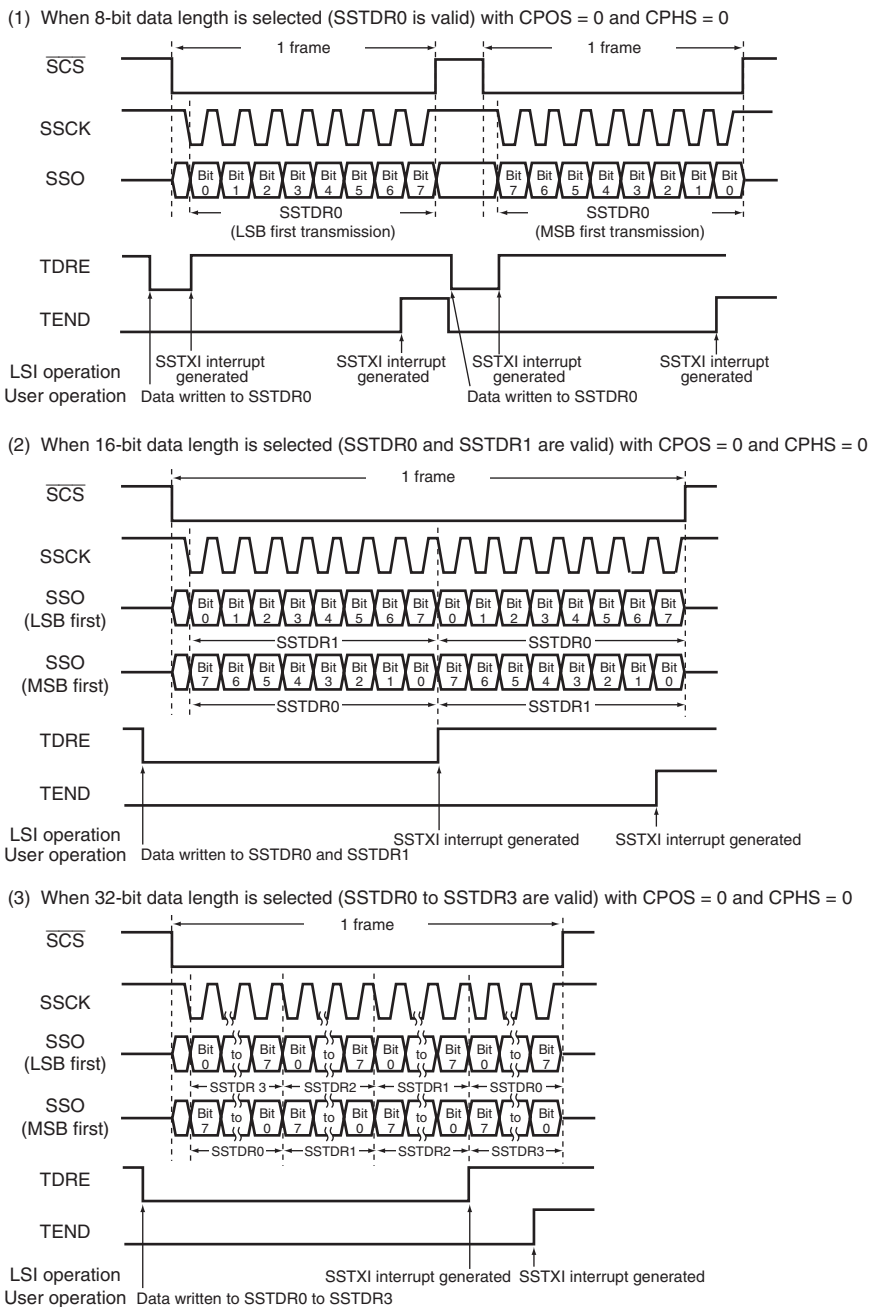 (1) When 8-bit data length is selected (SSTDR0 is valid) with CPOS = 0 and CPHS = 0
1 frame 1 frame
SCS
SSCK
SSO Bit 0 Bit 1 Bit 2 Bit 3 Bit 4 Bit 5 Bit 6 Bit 7 Bit 7 Bit 6 Bit 5 Bit 4 Bit 3 Bit 2 Bit 1 Bit 0
SSTDR0 SSTDR0
(LSB first transmission) (MSB first transmission)
TDRE
TEND
LSI operation SSTXI interrupt generated SSTXI interrupt generated SSTXI interrupt generated SSTXI interrupt generated
User operation Data written to SSTDR0 Data written to SSTDR0
(2) When 16-bit data length is selected (SSTDR0 and SSTDR1 are valid) with CPOS = 0 and CPHS = 0
1 frame
SCS
SSCK
SSO (LSB first) Bit 0 Bit 1 Bit 2 Bit 3 Bit 4 Bit 5 Bit 6 Bit 7 Bit 0 Bit 1 Bit 2 Bit 3 Bit 4 Bit 5 Bit 6 Bit 7
SSTDR1 SSTDR0
SSO (MSB first) Bit 7 Bit 6 Bit 5 Bit 4 Bit 3 Bit 2 Bit 1 Bit 0 Bit 7 Bit 6 Bit 5 Bit 4 Bit 3 Bit 2 Bit 1 Bit 0
SSTDR0 SSTDR1
TDRE
TEND
LSI operation SSTXI interrupt generated SSTXI interrupt generated
User operation Data written to SSTDR0 and SSTDR1
(3) When 32-bit data length is selected (SSTDR0 to SSTDR3 are valid) with CPOS = 0 and CPHS = 0
1 frame
SCS
SSCK
SSO (LSB first) Bit 0 to Bit 7 Bit 0 to Bit 7 Bit 0 to Bit 7 Bit 0 to Bit 7
SSTDR 3 SSTDR2 SSTDR1 SSTDR0
SSO (MSB first) Bit 7 to Bit 0 Bit 7 to Bit 0 Bit 7 to Bit 0 Bit 7 to Bit 0
SSTDR0 SSTDR1 SSTDR2 SSTDR3
TDRE
TEND
LSI operation SSTXI interrupt generated SSTXI interrupt generated
User operation Data written to SSTDR0 to SSTDR3